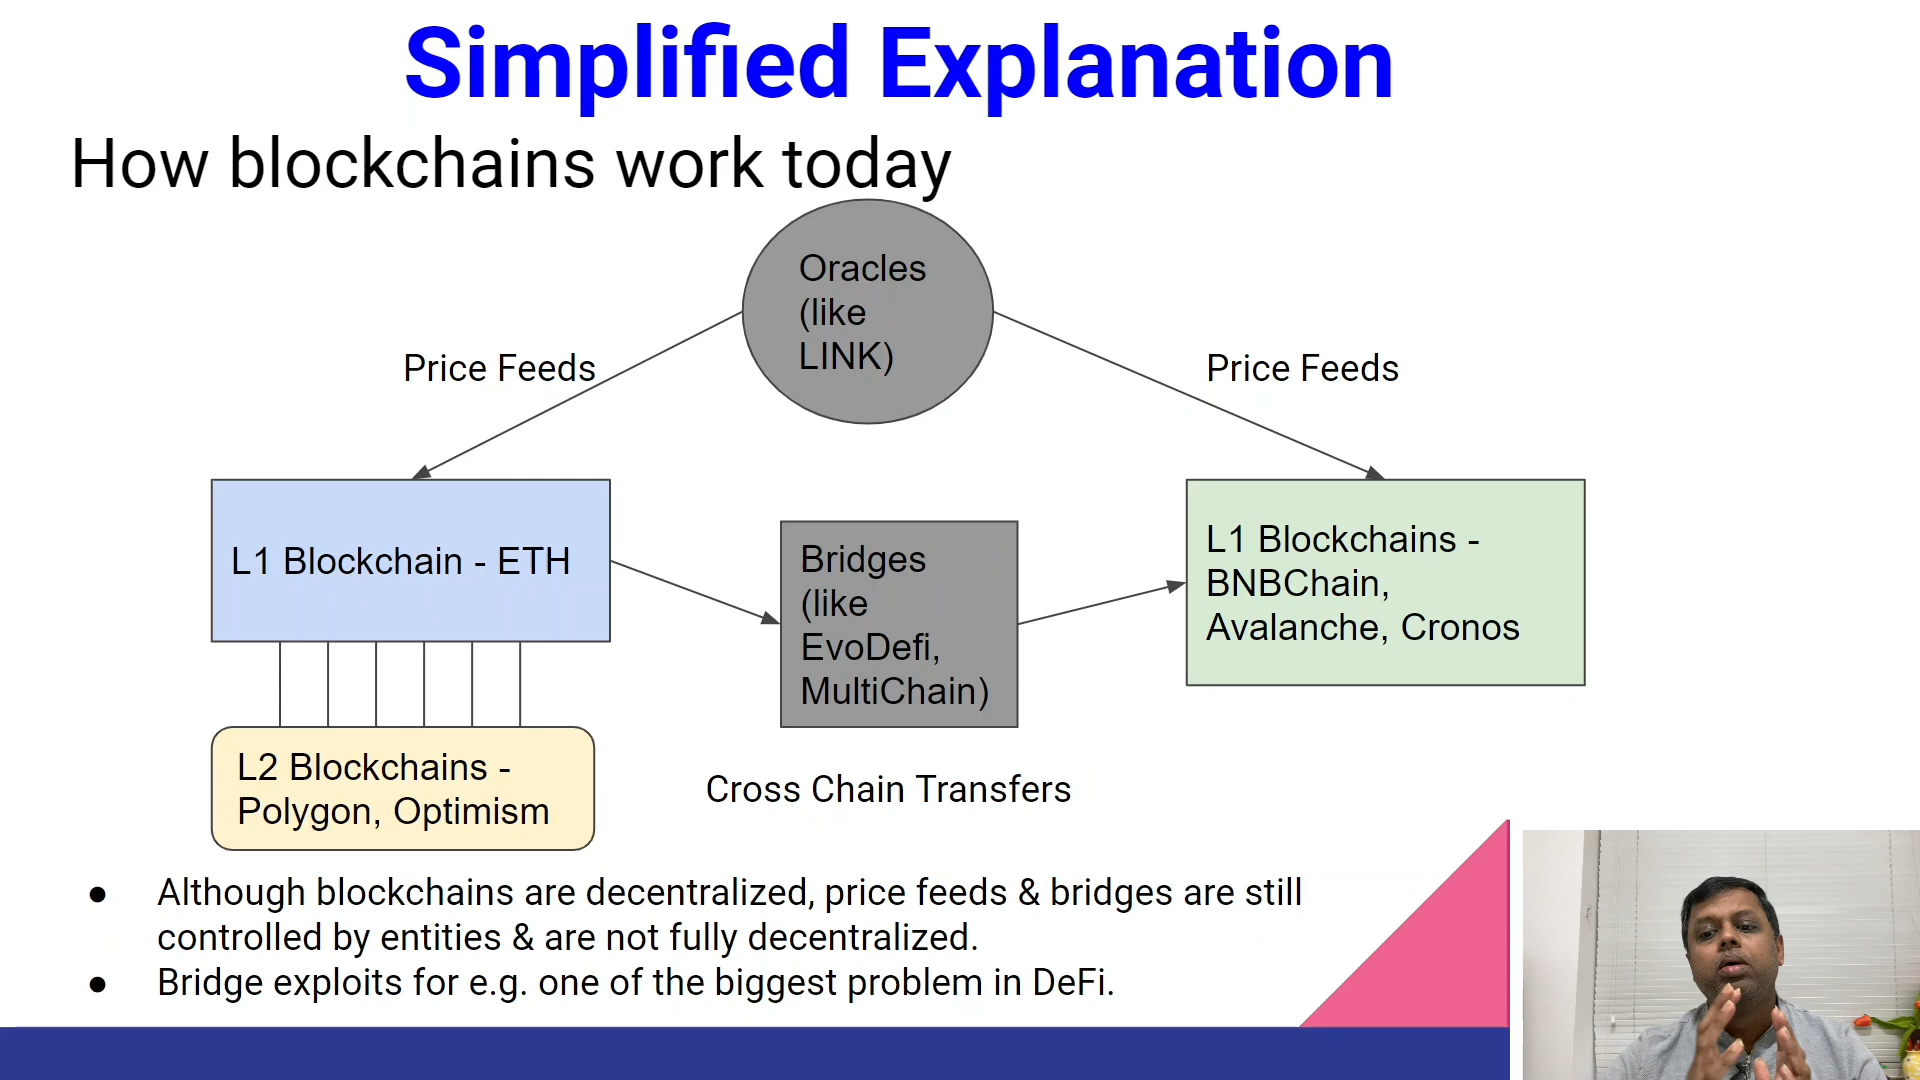 Simplified Explanation
How blockchains work today
Oracles
(like
LINK)
Price Feeds
Price Feeds
L1 Blockchain - ETH
Bridges
(like
EvoDefi,
MultiChain)
L1 Blockchains -
BNBChain,
Avalanche, Cronos
L2 Blockchains -
Polygon, Optimism
Cross Chain Transfers
● Although blockchains are decentralized, price feeds & bridges are still
controlled by entities & are not fully decentralized.
● Bridge exploits for e.g. one of the biggest problem in DeFi.